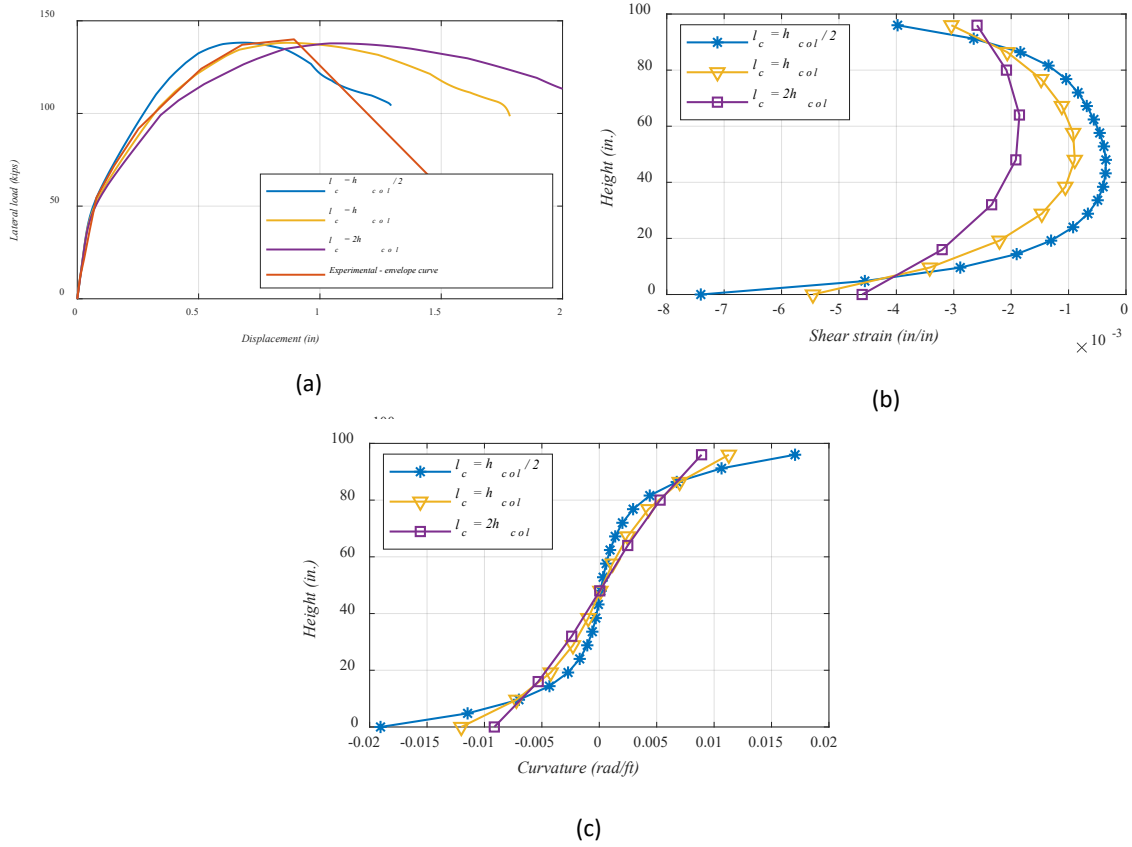 150
100
50
0
0
0.5
1
1.5
2
Lateral load (kips)
Displacement (in)
l c = h col /2
l c = h col
l c = 2h col
Experimental - envelope curve
(a)
100
80
60
40
20
0
-8 -7 -6 -5 -4 -3 -2 -1 0
Height (in.)
Shear strain (in/in)
× 10 -3
l c = h col /2
l c = h col
l c = 2h col
(b)
100
80
60
40
20
0
-0.02 -0.015 -0.01 -0.005 0 0.005 0.01 0.015 0.02
Height (in.)
Curvature (rad/ft)
l c = h col /2
l c = h col
l c = 2h col
(c)